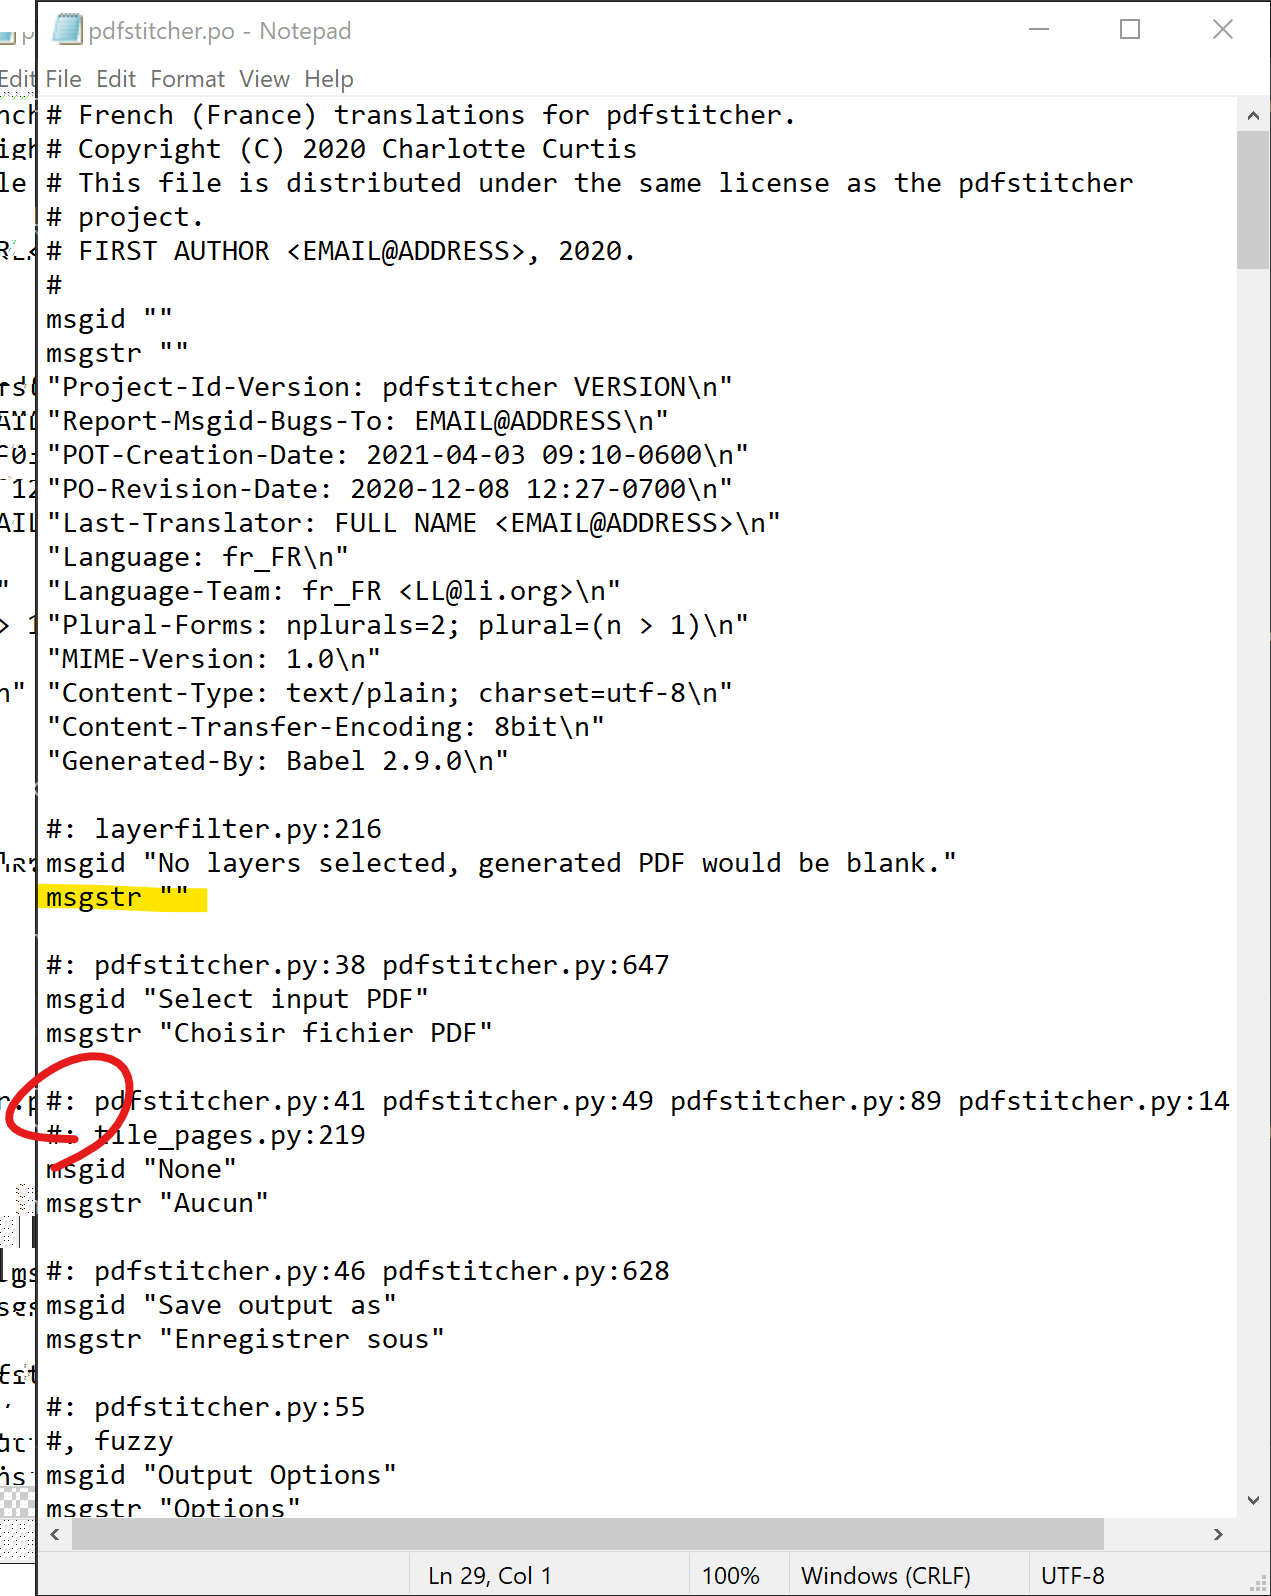 pdfstitcher.po - Notepad
File Edit Format View Help
# French (France) translations for pdfstitcher.
# Copyright (C) 2020 Charlotte Curtis
# This file is distributed under the same license as the pdfstitcher
# project.
# FIRST AUTHOR <EMAIL@ADDRESS>, 2020.
#
msgid ""
msgstr ""
"Project-Id-Version: pdfstitcher VERSION\n"
"Report-Msgid-Bugs-To: EMAIL@ADDRESS\n"
"POT-Creation-Date: 2021-04-03 09:10-0600\n"
"PO-Revision-Date: 2020-12-08 12:27-0700\n"
"Last-Translator: FULL NAME <EMAIL@ADDRESS>\n"
"Language: fr_FR\n"
"Language-Team: fr_FR <LL@li.org>\n"
"Plural-Forms: nplurals=2; plural=(n > 1)\n"
"MIME-Version: 1.0\n"
"Content-Type: text/plain; charset=utf-8\n"
"Content-Transfer-Encoding: 8bit\n"
"Generated-By: Babel 2.9.0\n"
#: layerfilter.py:216
msgid "No layers selected, generated PDF would be blank."
msgstr ""
#: pdfstitcher.py:38 pdfstitcher.py:647
msgid "Select input PDF"
msgstr "Choisir fichier PDF"
#: pdfstitcher.py:41 pdfstitcher.py:49 pdfstitcher.py:89 pdfstitcher.py:14
#: tile_pages.py:219
msgid "None"
msgstr "Aucun"
#: pdfstitcher.py:46 pdfstitcher.py:628
msgid "Save output as"
msgstr "Enregistrer sous"
#: pdfstitcher.py:55
#, fuzzy
msgid "Output Options"
msgstr "Options"
Ln 29, Col 1 100% Windows (CRLF) UTF-8